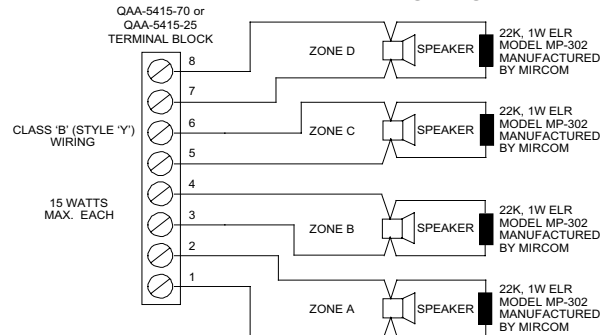 QAA-5415-70 or
QAA-5415-25
TERMINAL BLOCK
8
7
6
5
4
3
2
1
CLASS 'B' (STYLE 'Y')
WIRING
15 WATTS
MAX. EACH
ZONE D
SPEAKER
22K, 1W ELR
MODEL MP-302
MANUFACTURED
BY MIRCOM
ZONE C
SPEAKER
22K, 1W ELR
MODEL MP-302
MANUFACTURED
BY MIRCOM
ZONE B
SPEAKER
22K, 1W ELR
MODEL MP-302
MANUFACTURED
BY MIRCOM
ZONE A
SPEAKER
22K, 1W ELR
MODEL MP-302
MANUFACTURED
BY MIRCOM